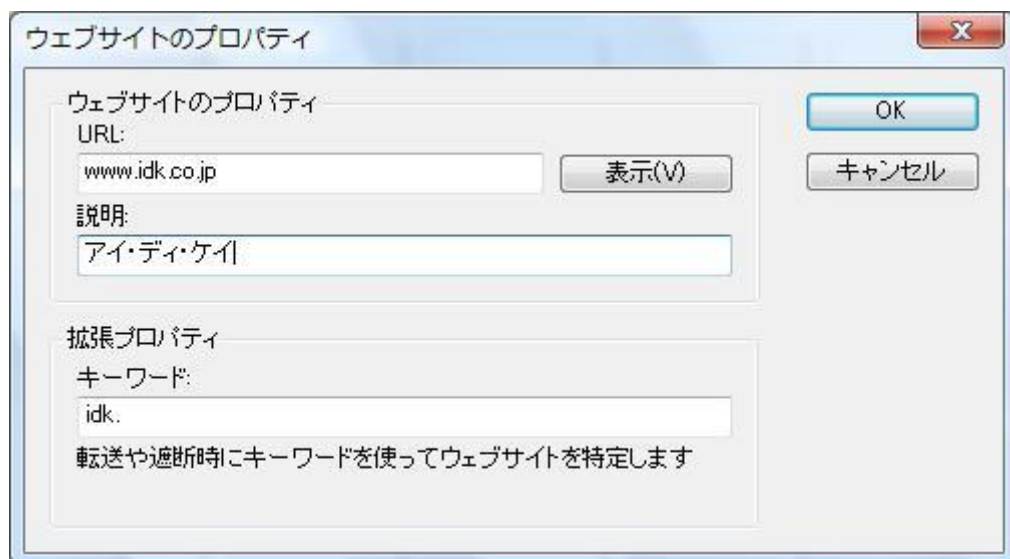 ウェブサイトのプロパティ
X
ウェブサイトのプロパティ
URL:
www.idk.co.jp
表示(V)
説明:
アイ・ディ・ケイ
OK
キャンセル
拡張プロパティ
キーワード:
idk.
転送や遮断時にキーワードを使ってウェブサイトを特定します